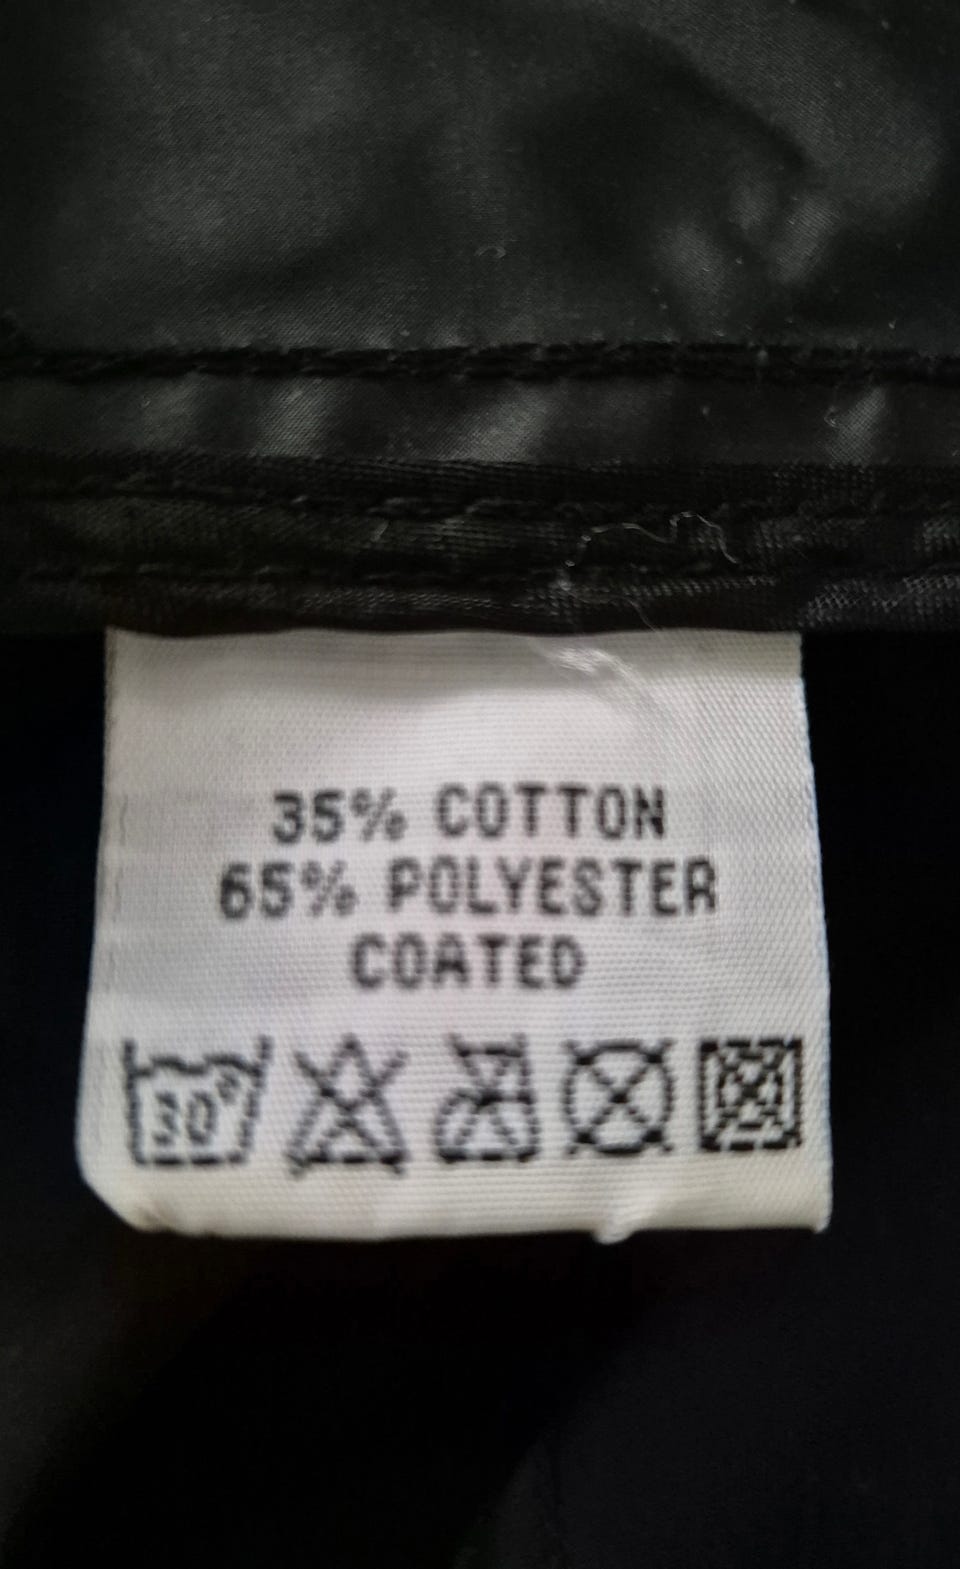 35% COTTON
65% POLYESTER
COATED
30°